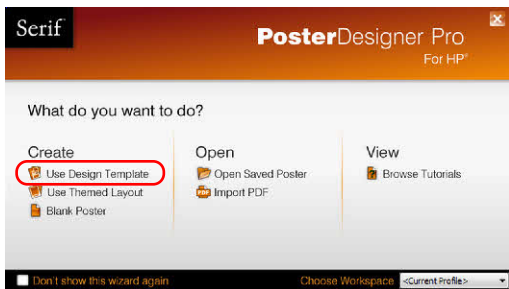 Serif
PosterDesigner Pro
For HP®
What do you want to do?
Create
Use Design Template
Use Themed Layout
Blank Poster
Open
Open Saved Poster
Import PDF
View
Browse Tutorials
Don't show this wizard again
Choose Workspace
<Current Profile>